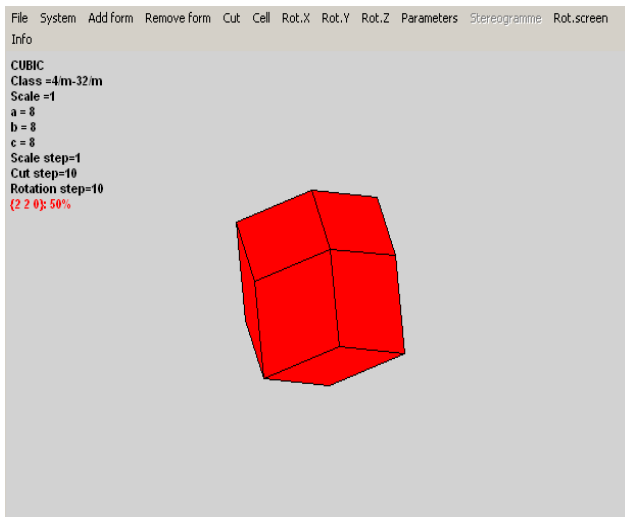 File System Add form Remove form Cut Cell Rot.X Rot.Y Rot.Z Parameters Stereogramme Rot.screen
Info
CUBIC
Class =4/m-32/m
Scale =1
a = 8
b = 8
c = 8
Scale step=1
Cut step=10
Rotation step=10
{2 2 0}: 50%